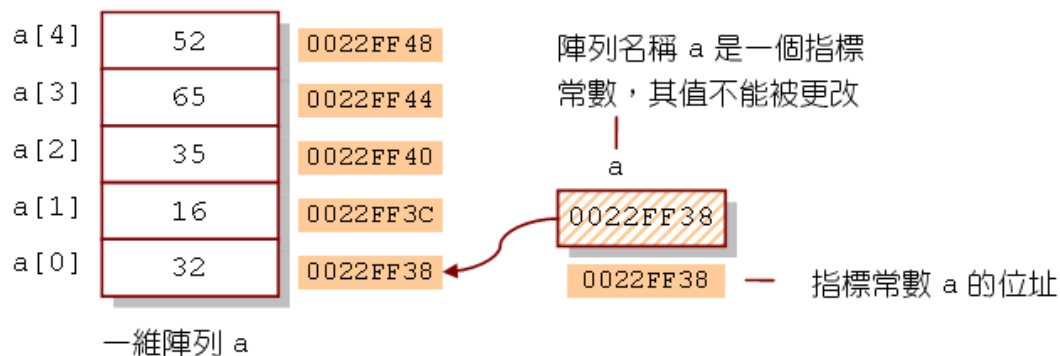 a[4] 52 0022FF48
a[3] 65 0022FF44
a[2] 35 0022FF40
a[1] 16 0022FF3C
a[0] 32 0022FF38
一維陣列 a
陣列名稱 a 是一個指標
常數，其值不能被更改
a
0022FF38
0022FF38 指標常數 a 的位址